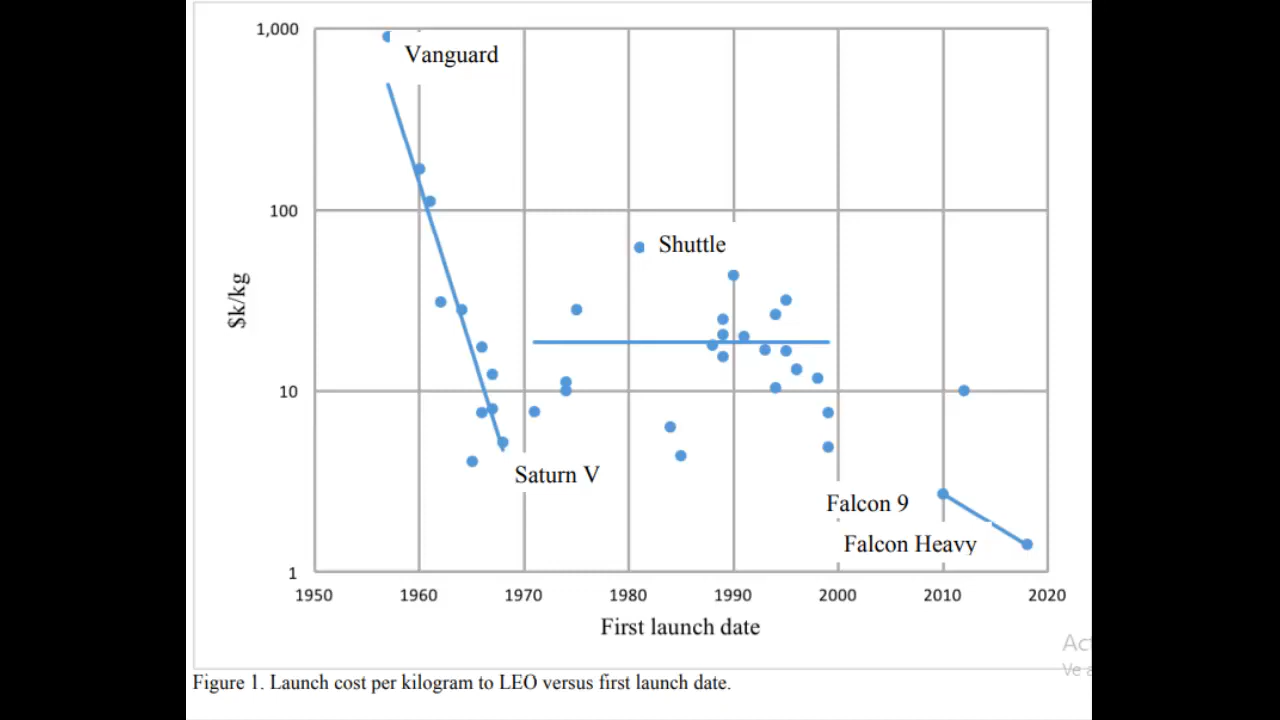 1,000
Vanguard
100
Shuttle
$k/kg
10
Saturn V
Falcon 9
Falcon Heavy
1
1950 1960 1970 1980 1990 2000 2010 2020
First launch date
Figure 1. Launch cost per kilogram to LEO versus first launch date.